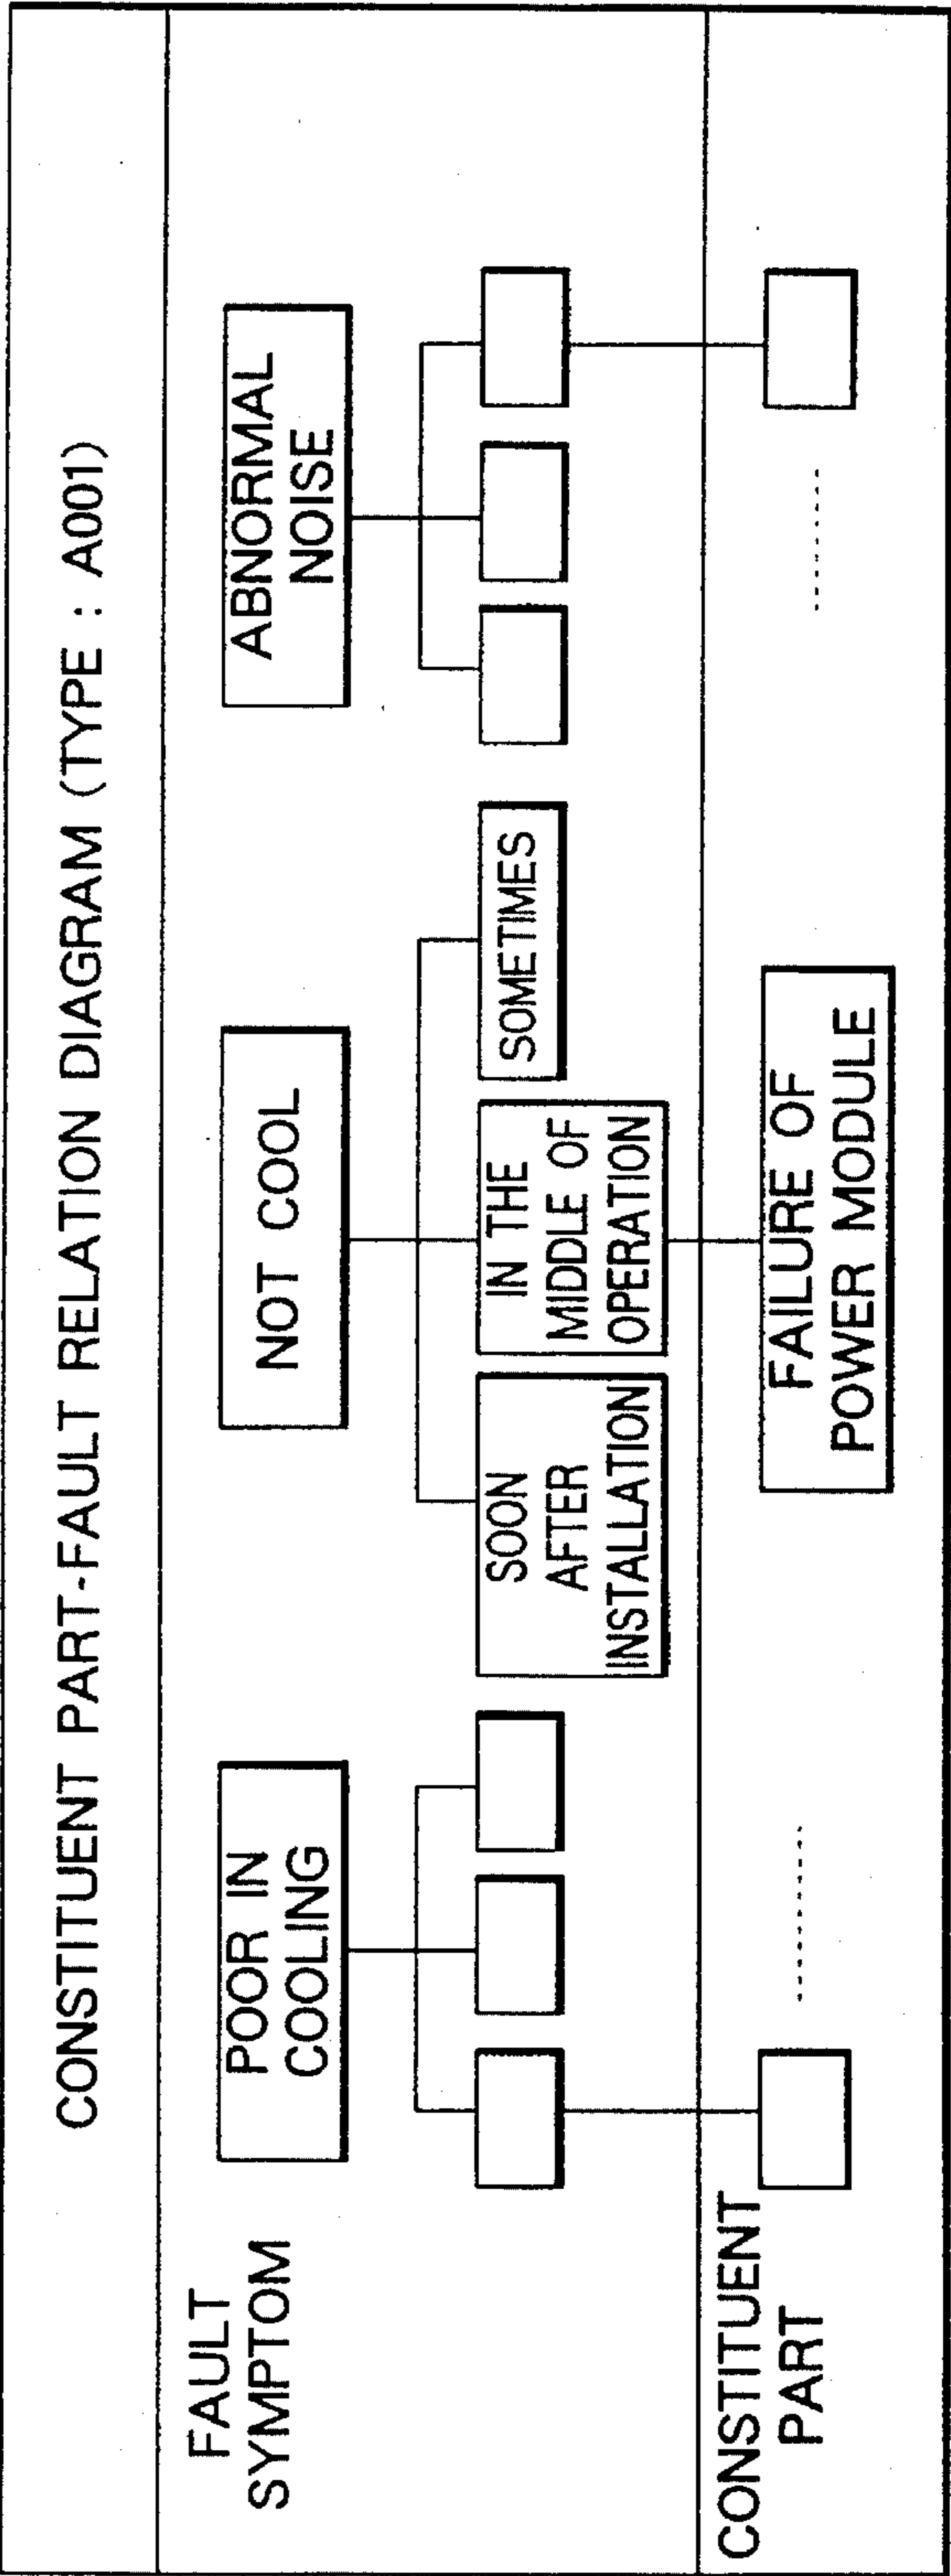 CONSTITUENT PART-FAULT RELATION DIAGRAM (TYPE : A001)
FAULT
SYMPTOM
POOR IN
COOLING
NOT COOL
SOON
AFTER
INSTALLATION
IN THE
MIDDLE OF
OPERATION
SOMETIMES
ABNORMAL
NOISE
CONSTITUENT
PART
FAILURE OF
POWER MODULE